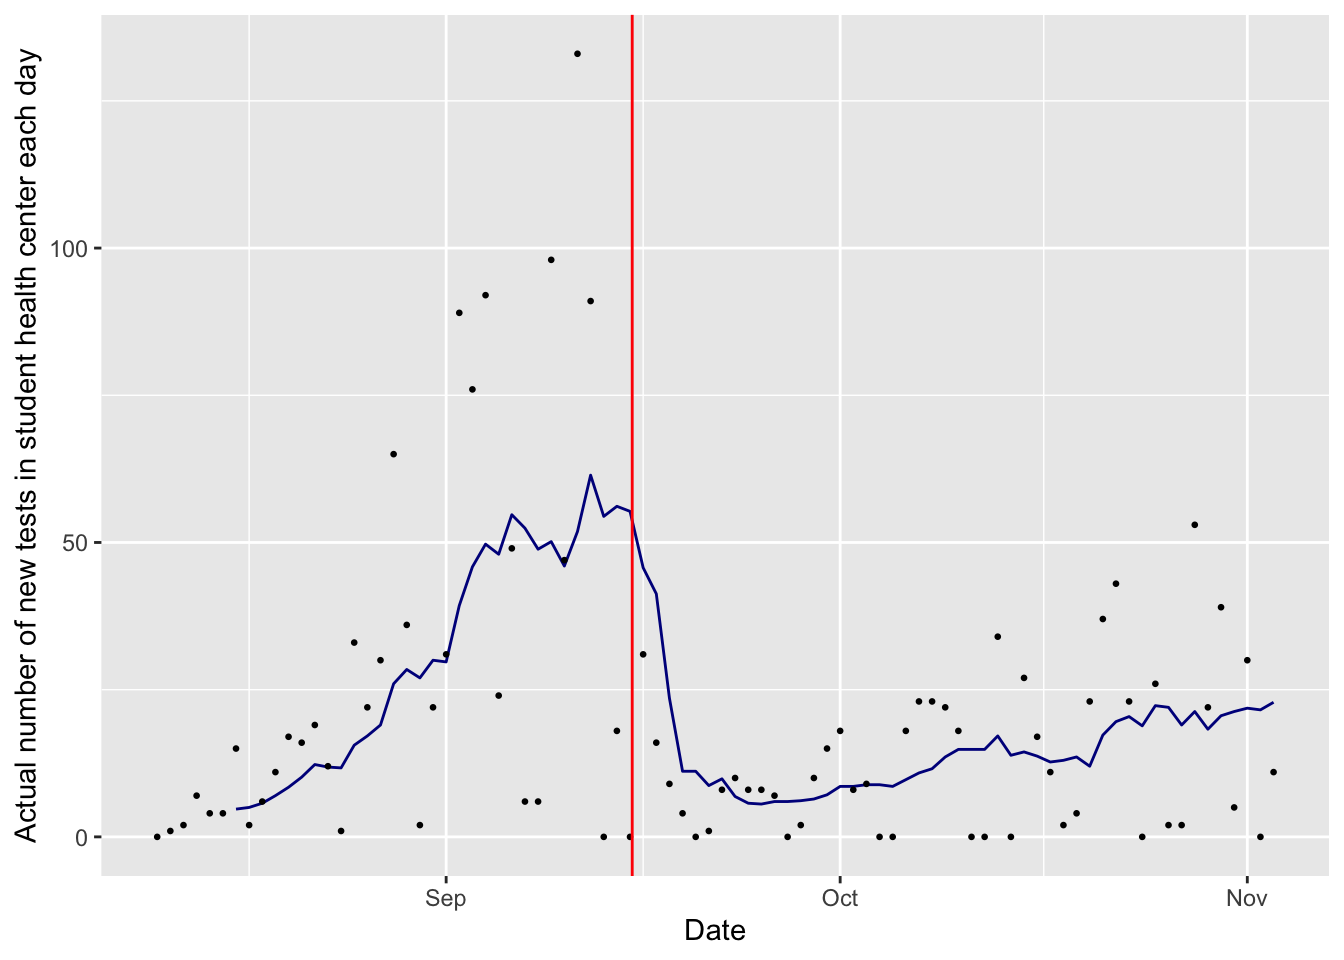 Actual number of new tests in student health center each day
100
50
0
Sep
Oct
Nov
Date